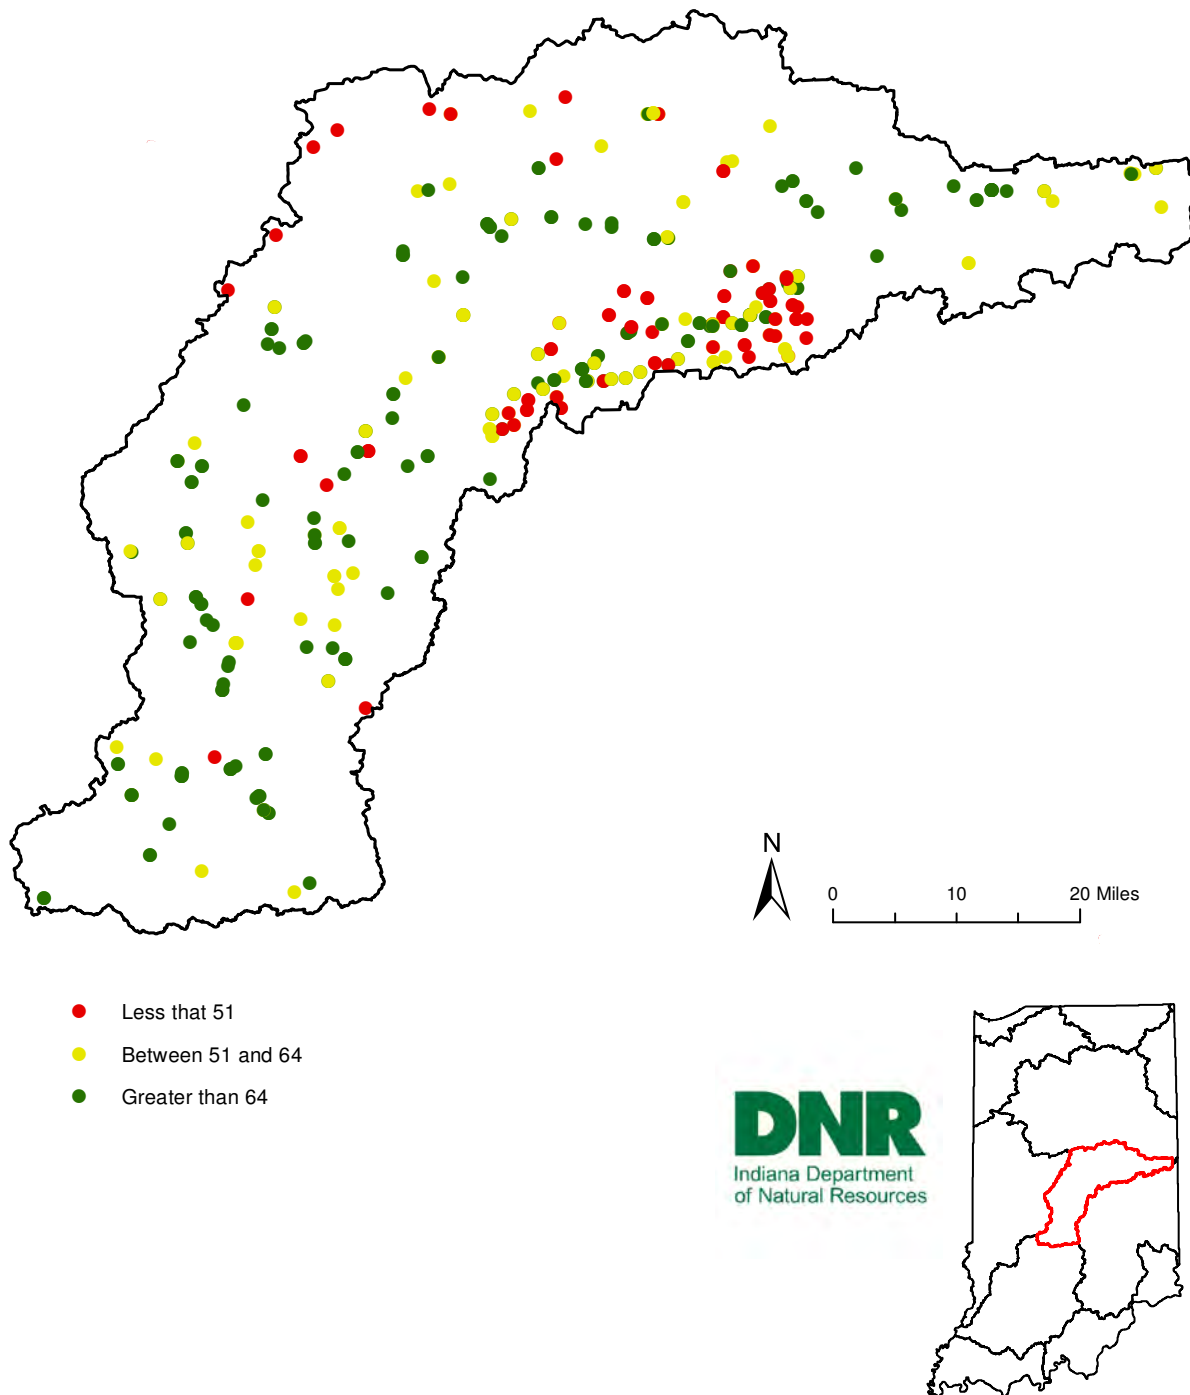 N
0 10 20 Miles
Less that 51
Between 51 and 64
Greater than 64
DNR
Indiana Department
of Natural Resources